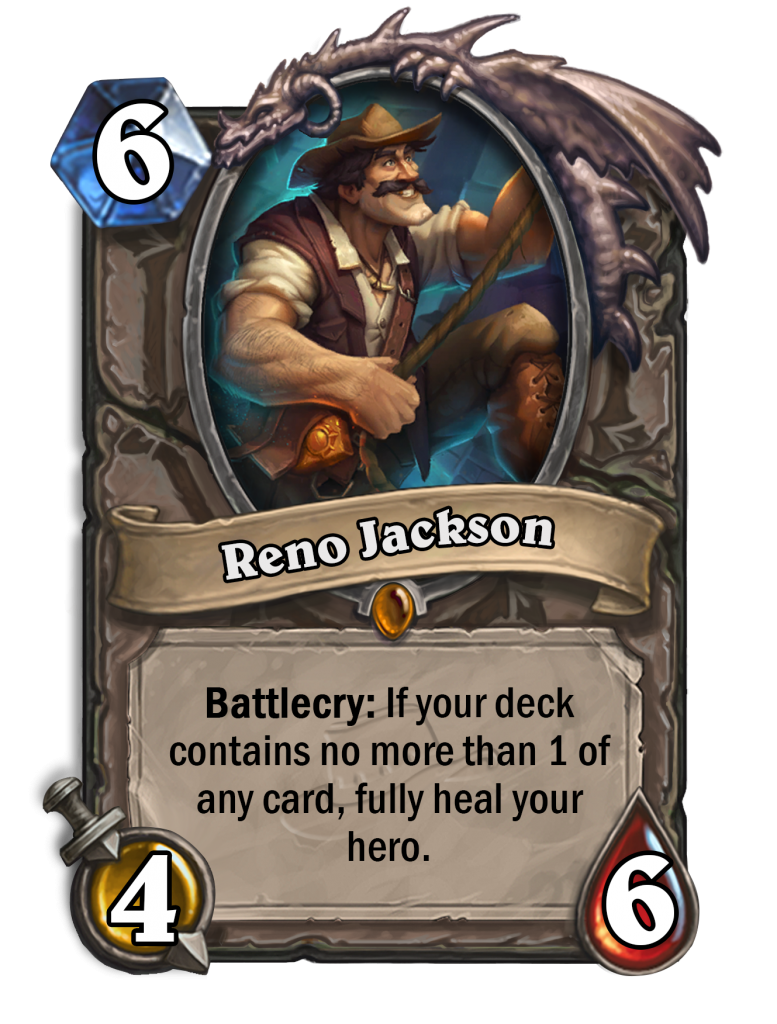 6
Reno Jackson
Battlecry: If your deck
contains no more than 1 of
any card, fully heal your
hero.
4
6